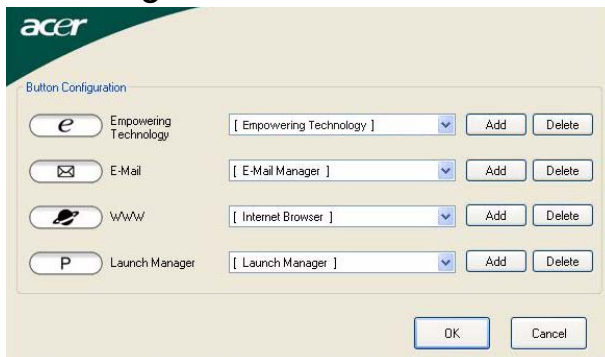 acer
Button Configuration
e Empowering Technology [ Empowering Technology ] Add Delete
E-Mail [ E-Mail Manager ] Add Delete
WWW [ Internet Browser ] Add Delete
P Launch Manager [ Launch Manager ] Add Delete
OK Cancel